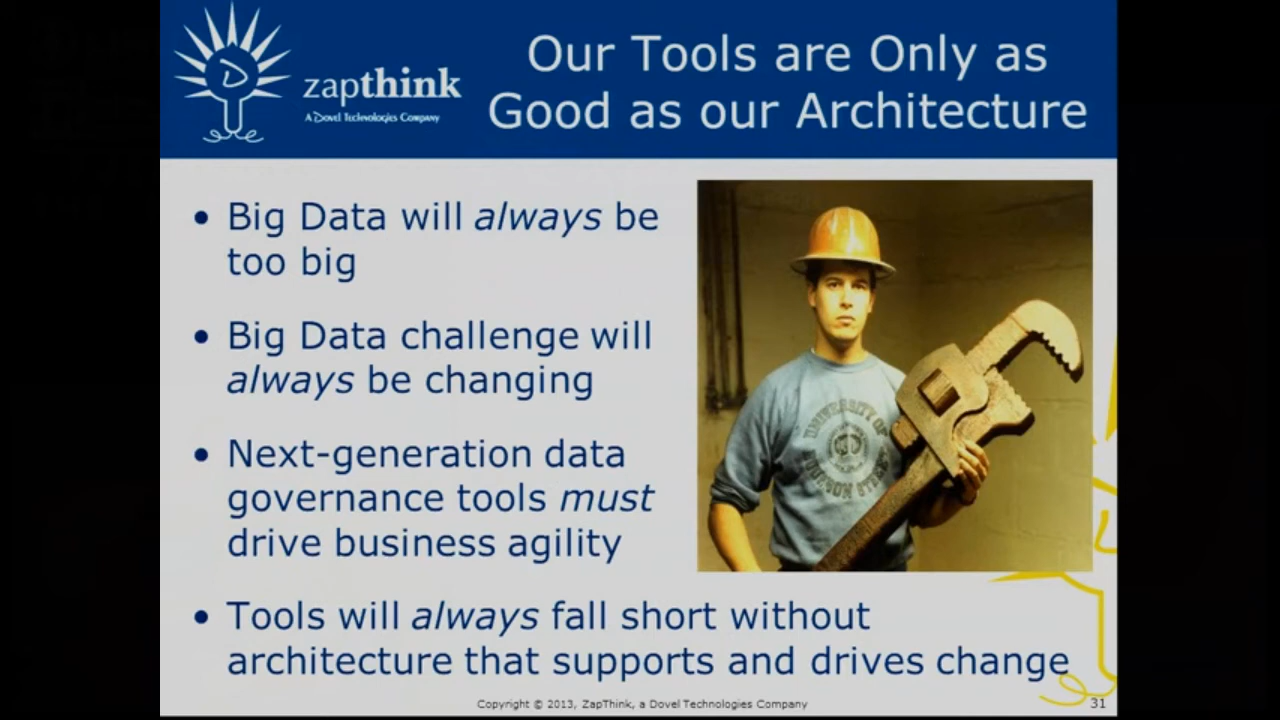 Our Tools are Only as
Good as our Architecture
D
zapthink
A Dovel Technologies Company
• Big Data will always be
too big
• Big Data challenge will
always be changing
• Next-generation data
governance tools must
drive business agility
• Tools will always fall short without
architecture that supports and drives change
UNIVERSITY OF
Copyright © 2013, ZapThink, a Dovel Technologies Company
31